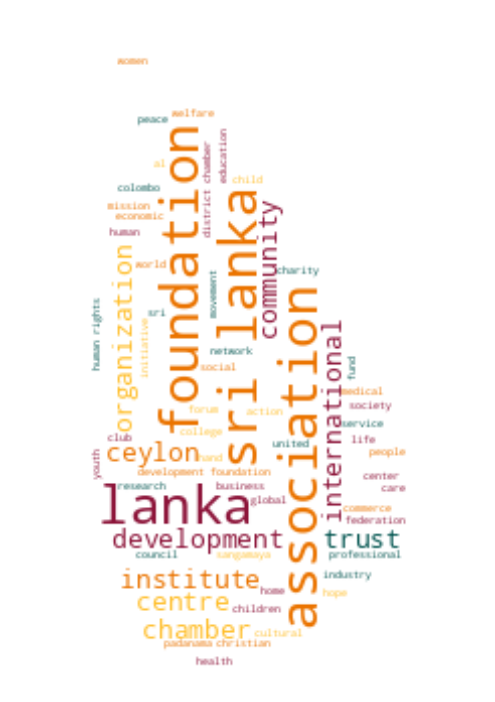 women
peace
welfare
foundation
education
al
district chamber
child
colombo
sri lanka
mission
community
economic
human
organization
world
movement
charity
association
human rights
sri
initiative
international
network
social
fund
medical
forum
action
society
college
service
club
united
life
ceylon
hand
people
youth
development foundation
center
research
business
care
lanka
global
commerce
federation
development
trust
council
sangamaya
professional
institute
industry
home
hope
centre
children
chamber
cultural
padanama
christian
health